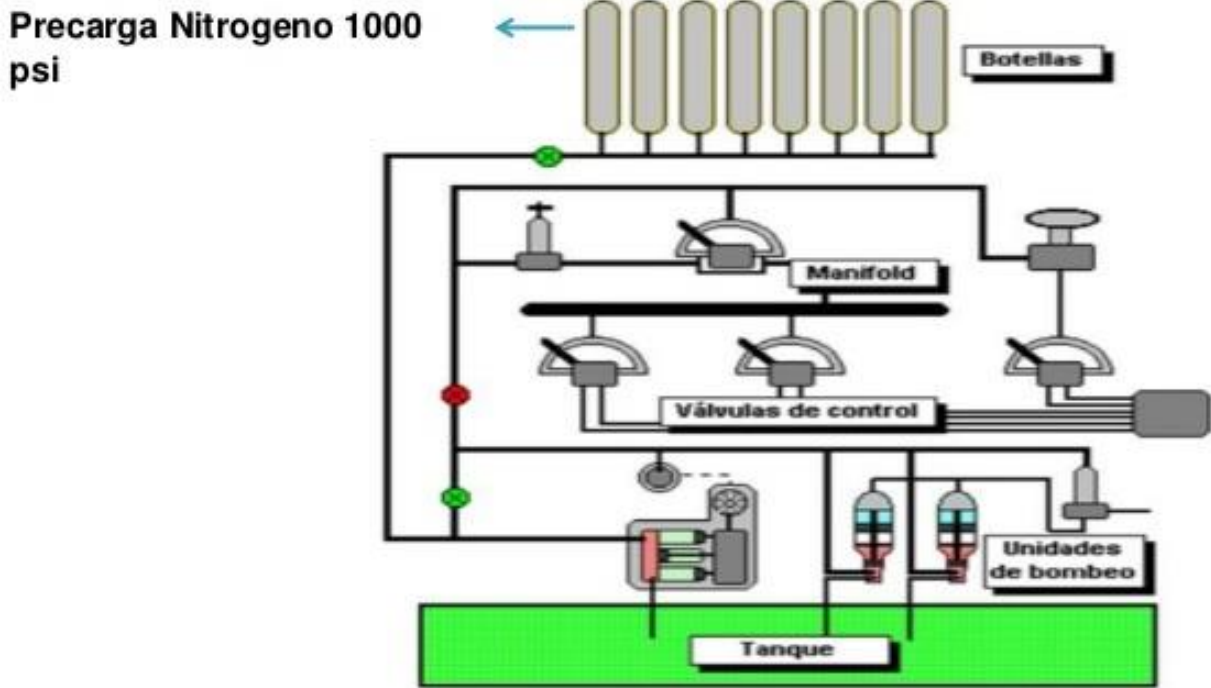 Precarga Nitrogeno 1000
psi
Botellas
Manifold
Válvulas de control
Unidades
de bombeo
Tanque